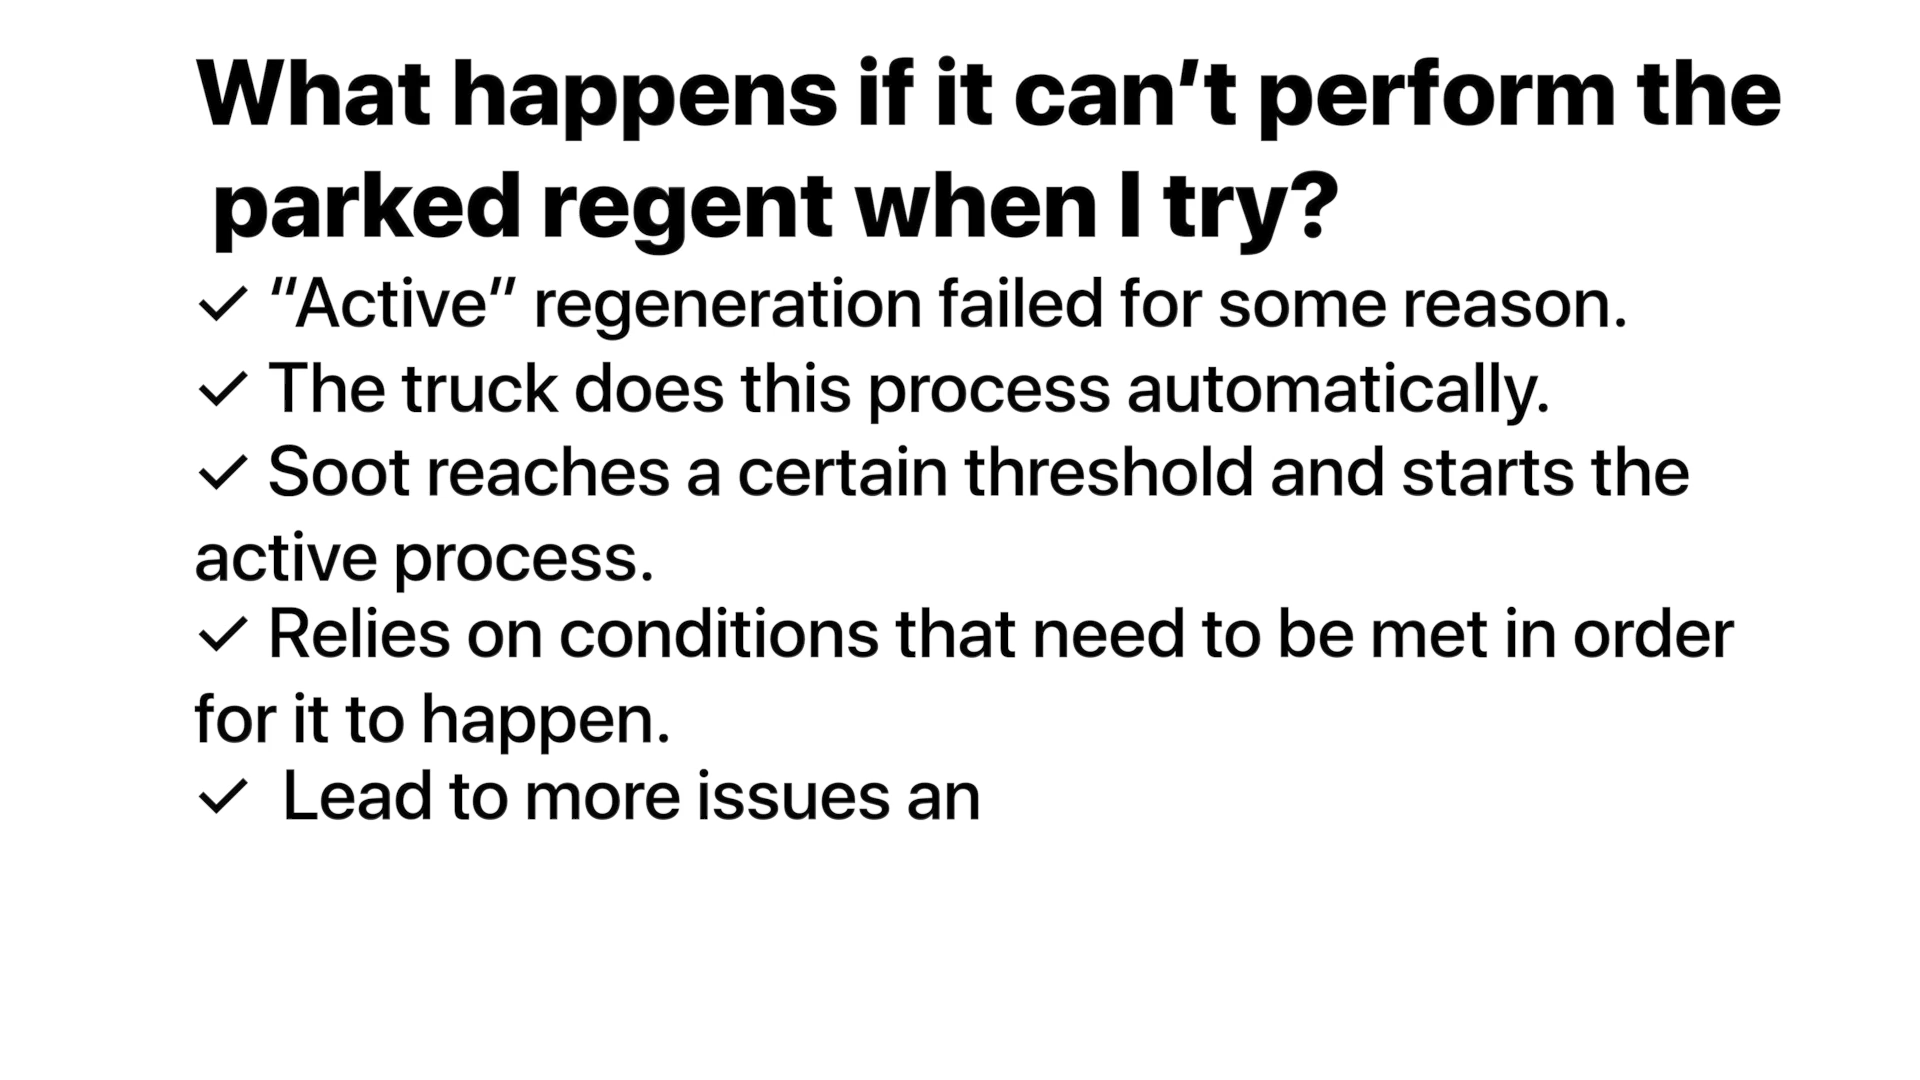 What happens if it can’t perform the
parked regent when I try?
✓ “Active” regeneration failed for some reason.
✓ The truck does this process automatically.
✓ Soot reaches a certain threshold and starts the
active process.
✓ Relies on conditions that need to be met in order
for it to happen.
✓ Lead to more issues an